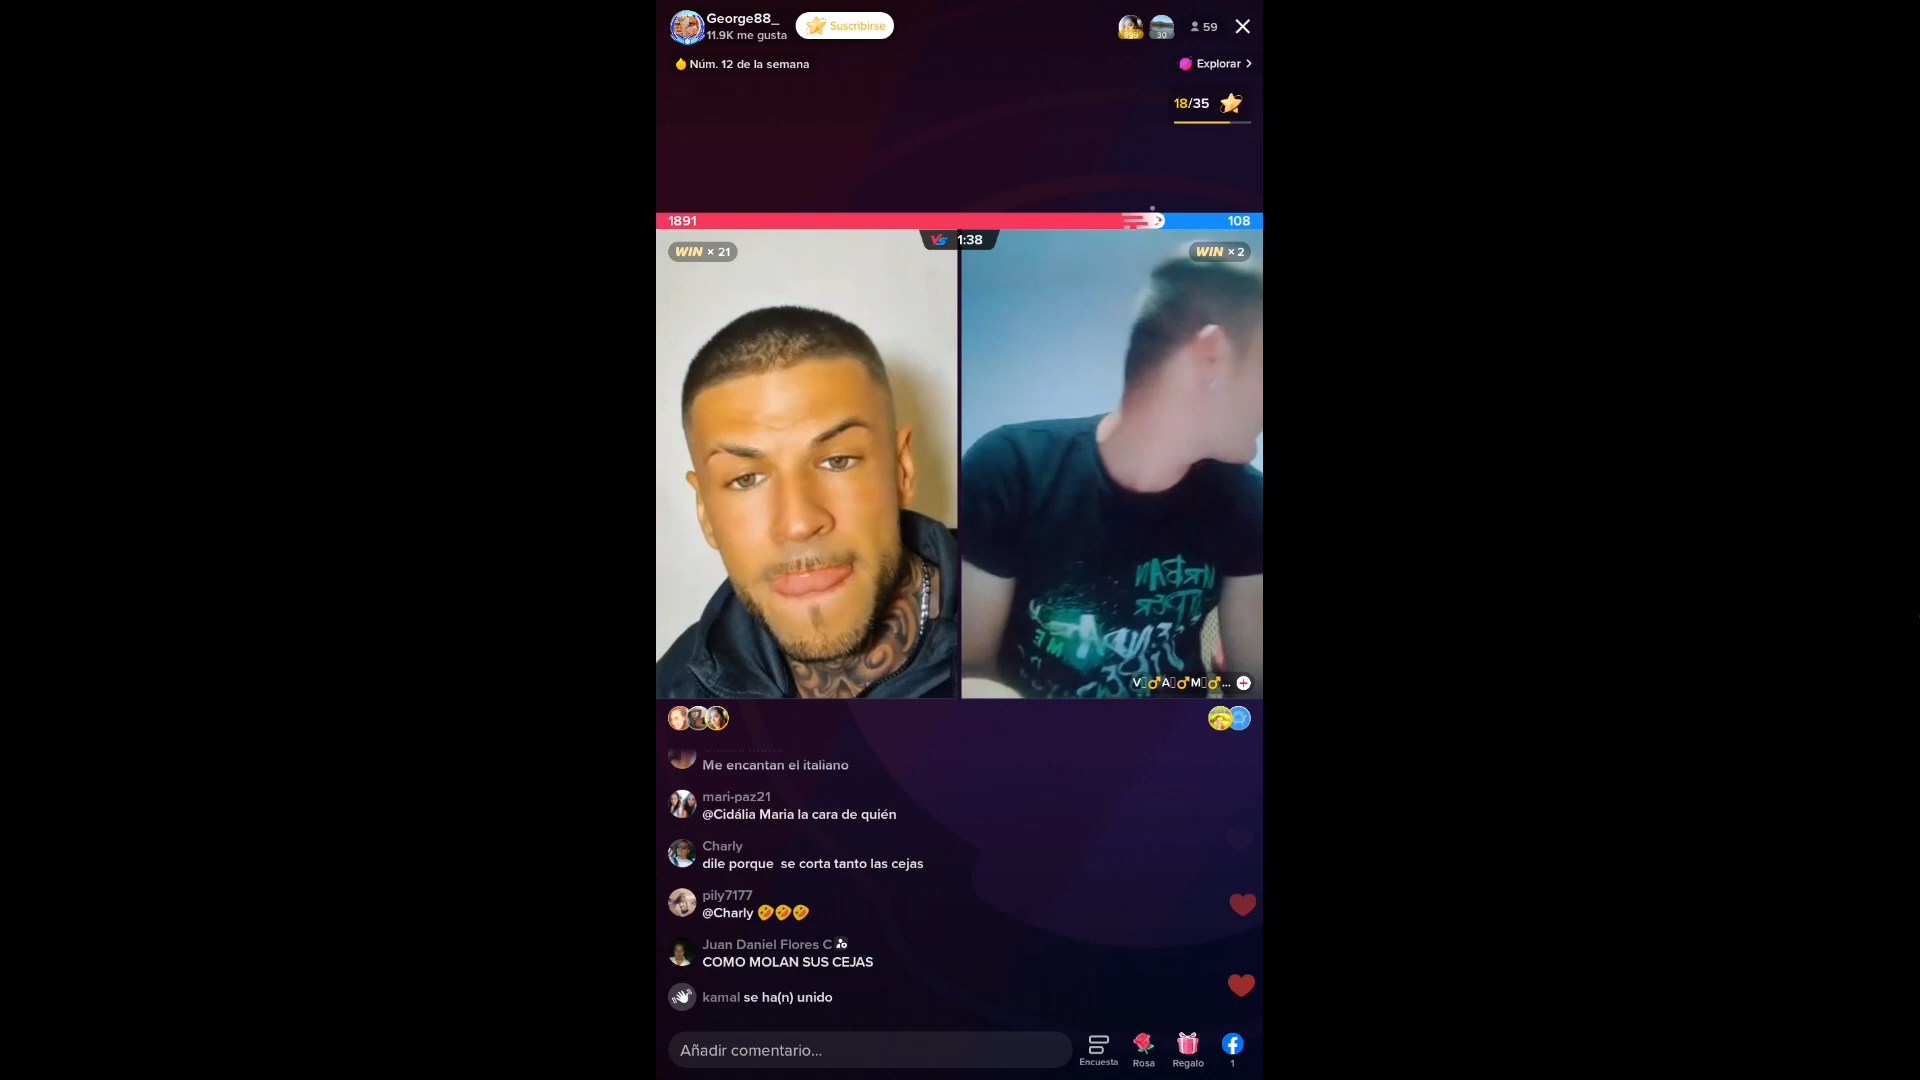 George88_
11.9K me gusta
Suscribirse
899
30
59
Núm. 12 de la semana
Explorar
18/35
1891
108
WIN × 21
VS 1:38
WIN × 2
Me encantan el italiano
mari-paz21
@Cidália Maria la cara de quién
Charly
dile porque se corta tanto las cejas
pily7177
@Charly 🤣🤣🤣
Juan Daniel Flores C
COMO MOLAN SUS CEJAS
kamal se ha(n) unido
Añadir comentario...
Encuesta
Rosa
Regalo
1